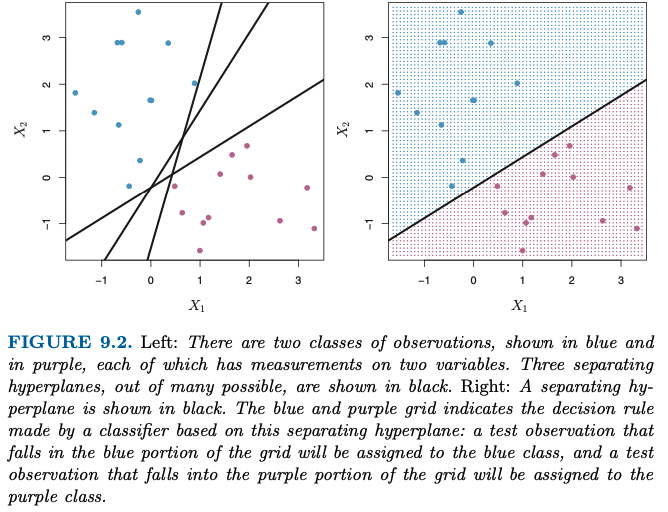 3
2
1
0
−1
X2
−1
0
1
2
3
X1
3
2
1
0
−1
X2
−1
0
1
2
3
X1
FIGURE 9.2. Left: There are two classes of observations, shown in blue and
in purple, each of which has measurements on two variables. Three separating
hyperplanes, out of many possible, are shown in black. Right: A separating hy-
perplane is shown in black. The blue and purple grid indicates the decision rule
made by a classifier based on this separating hyperplane: a test observation that
falls in the blue portion of the grid will be assigned to the blue class, and a test
observation that falls into the purple portion of the grid will be assigned to the
purple class.